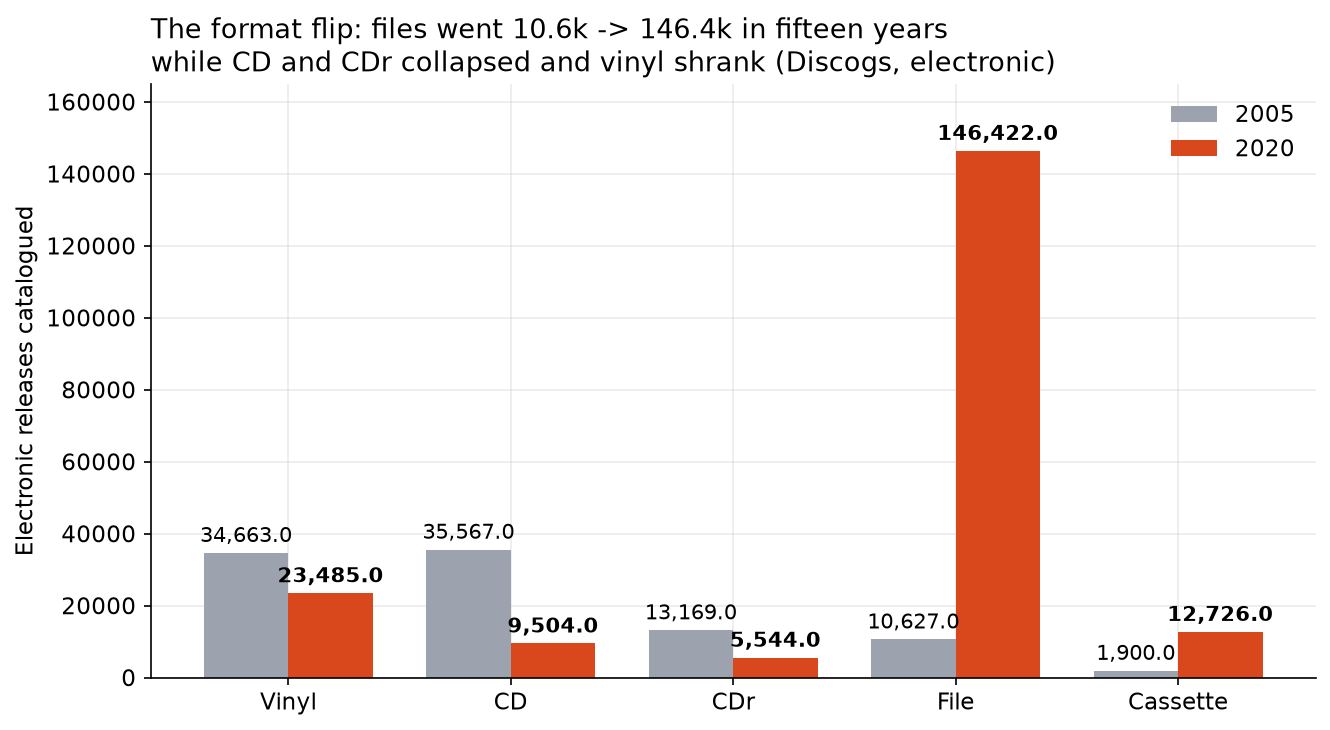 The format flip: files went 10.6k -> 146.4k in fifteen years
while CD and CDr collapsed and vinyl shrank (Discogs, electronic)
Electronic releases catalogued
160000
140000
120000
100000
80000
60000
40000
20000
0
2005
2020
34,663.0
23,485.0
35,567.0
9,504.0
13,169.0
5,544.0
10,627.0
146,422.0
1,900.0
12,726.0
Vinyl
CD
CDr
File
Cassette